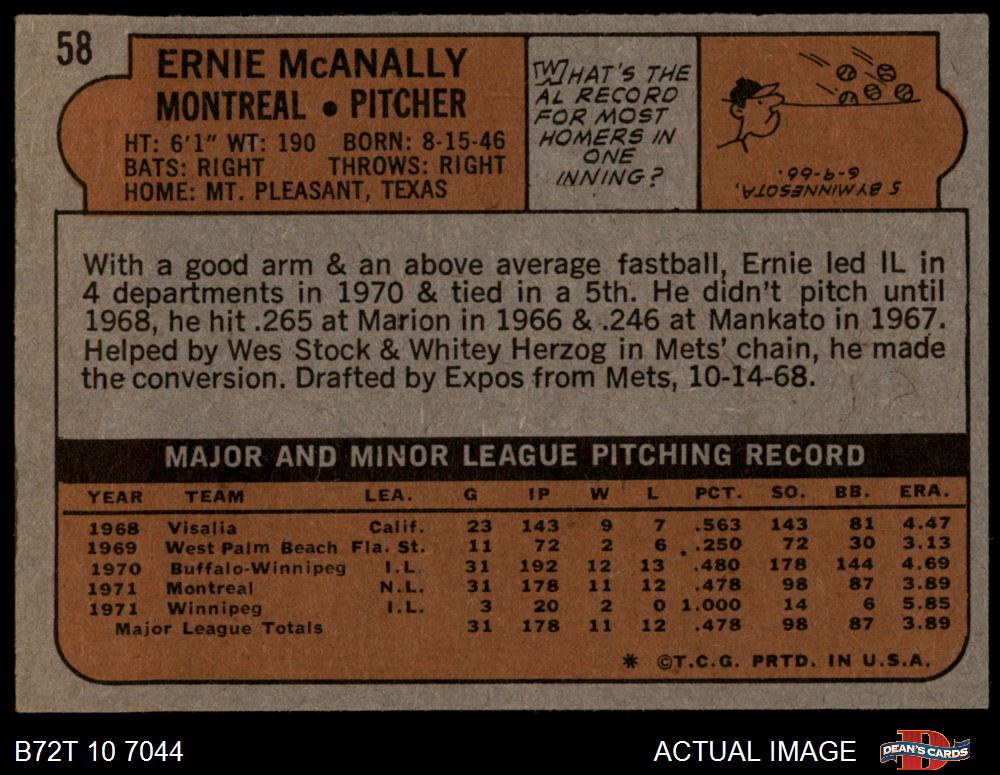 58
ERNIE McANALLY
MONTREAL • PITCHER
HT: 6'1" WT: 190 BORN: 8-15-46
BATS: RIGHT THROWS: RIGHT
HOME: MT. PLEASANT, TEXAS
WHAT'S THE
AL RECORD
FOR MOST
HOMERS IN
ONE
INNING?
5 BY MINNESOTA,
6-9-66.
With a good arm & an above average fastball, Ernie led IL in
4 departments in 1970 & tied in a 5th. He didn't pitch until
1968, he hit .265 at Marion in 1966 & .246 at Mankato in 1967.
Helped by Wes Stock & Whitey Herzog in Mets' chain, he made
the conversion. Drafted by Expos from Mets, 10-14-68.
MAJOR AND MINOR LEAGUE PITCHING RECORD
YEAR TEAM LEA. G IP W L PCT. SO. BB. ERA.
1968 Visalia Calif. 23 143 9 7 .563 143 81 4.47
1969 West Palm Beach Fla. St. 11 72 2 6 .250 72 30 3.13
1970 Buffalo-Winnipeg I.L. 31 192 12 13 .480 178 144 4.69
1971 Montreal N.L. 31 178 11 12 .478 98 87 3.89
1971 Winnipeg I.L. 3 20 2 0 1.000 14 6 5.85
Major League Totals 31 178 11 12 .478 98 87 3.89
* ©T.C.G. PRTD. IN U.S.A.
B72T 10 7044
ACTUAL IMAGE
DEAN'S CARDS